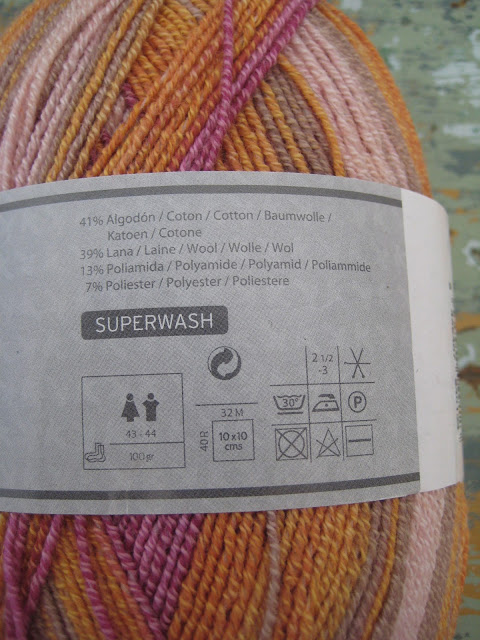 41% Algodón / Coton / Cotton / Baumwolle /
Katoen / Cotone
39% Lana / Laine / Wool / Wolle / Wol
13% Poliamida / Polyamide / Polyamid / Poliammide
7% Poliester / Polyester / Poliestere
SUPERWASH
43 - 44
100gr
32 M
40R
10x10
cms
2 1/2
-3
30°
P